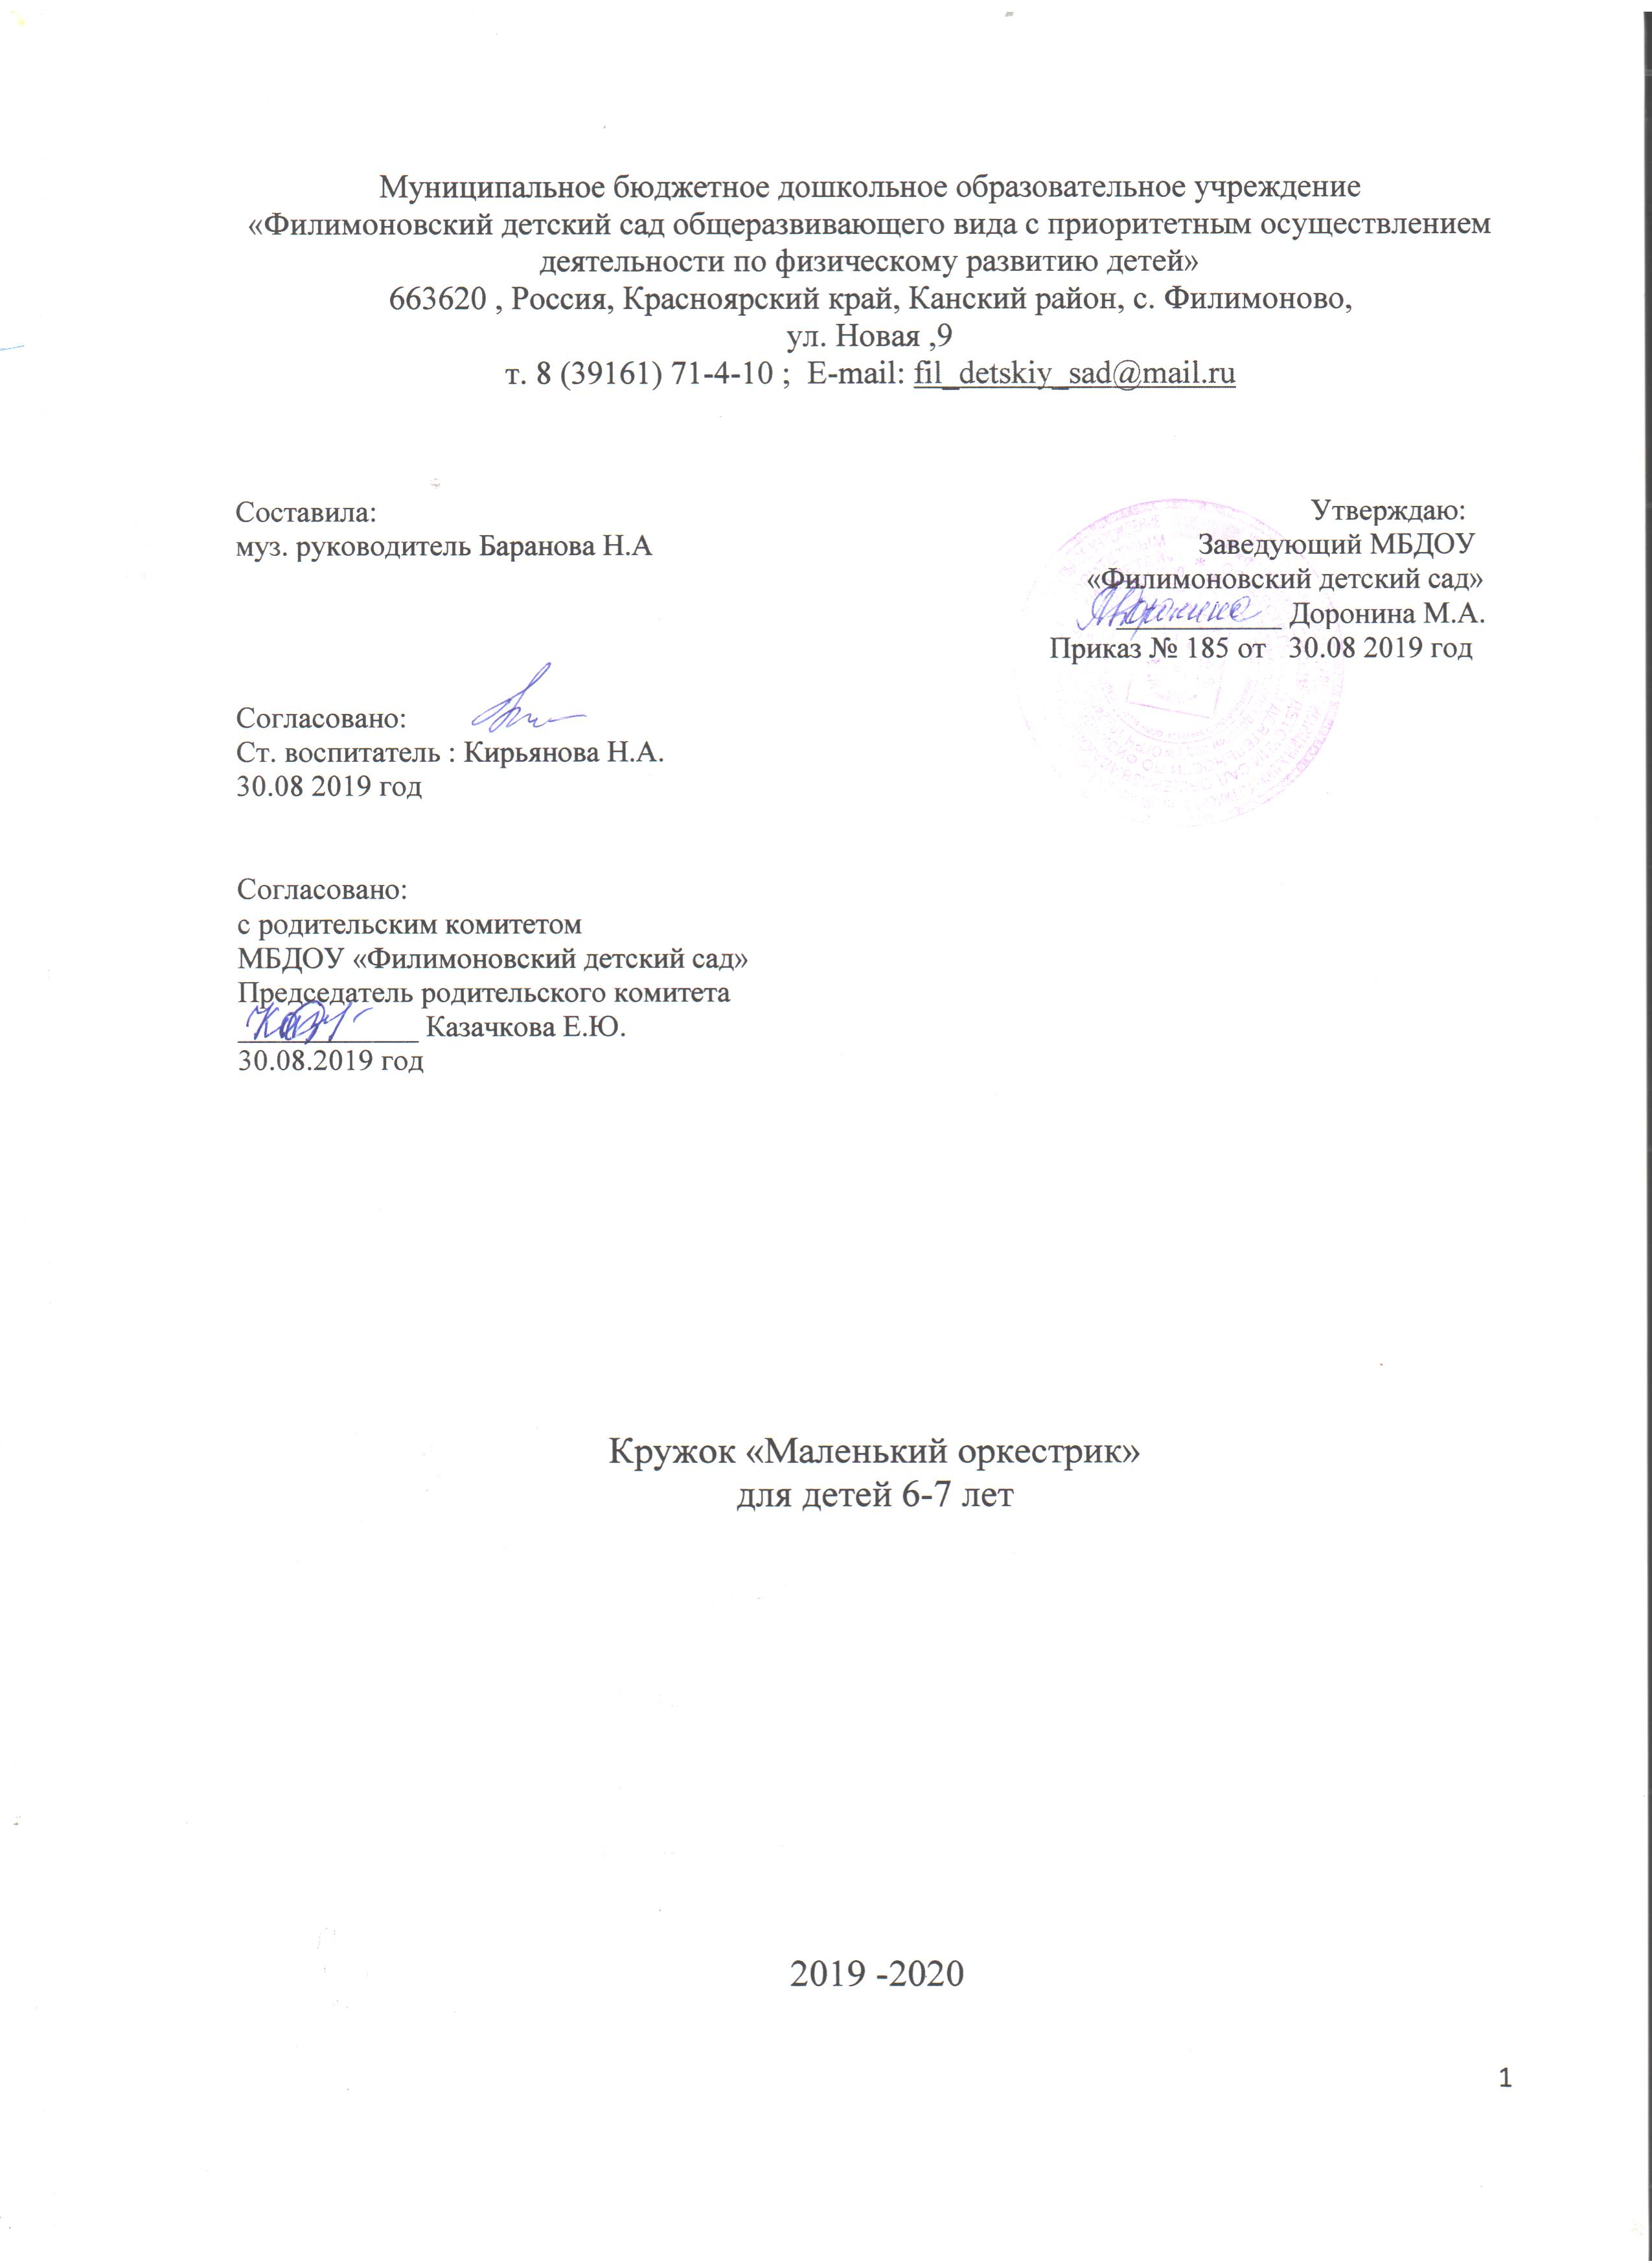 Муниципальное бюджетное дошкольное образовательное учреждение
«Филимоновский детский сад общеразвивающего вида с приоритетным осуществлением
деятельности по физическому развитию детей»
663620 , Россия, Красноярский край, Канский район, с. Филимоново,
ул. Новая ,9
т. 8 (39161) 71-4-10 ;  E-mail: fil_detskiy_sad@mail.ru
Составила:
муз. руководитель Баранова Н.А
Утверждаю:
Заведующий МБДОУ
«Филимоновский детский сад»
Доронина М.А.
Приказ № 185 от   30.08 2019 год
Согласовано:
Ст. воспитатель : Кирьянова Н.А.
30.08 2019 год
Согласовано:
с родительским комитетом
МБДОУ «Филимоновский детский сад»
Председатель родительского комитета
Казачкова Е.Ю.
30.08.2019 год
Кружок «Маленький оркестрик»
для детей 6-7 лет
2019 -2020
1